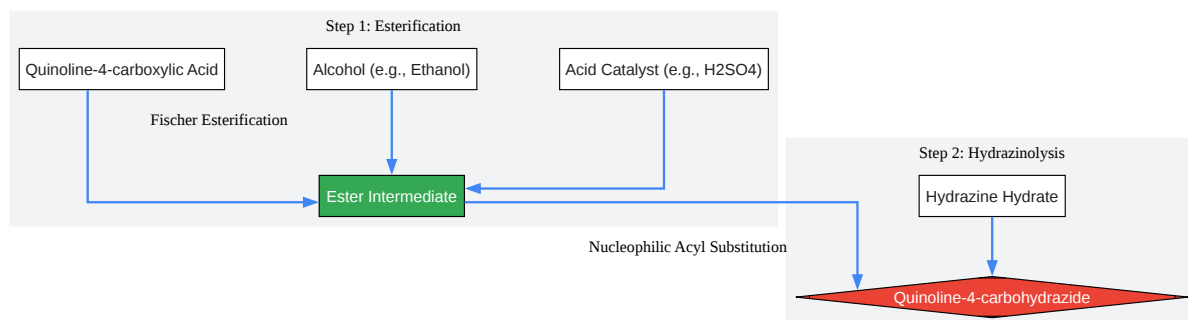 Step 1: Esterification
Quinoline-4-carboxylic Acid
Alcohol (e.g., Ethanol)
Acid Catalyst (e.g., H2SO4)
Fischer Esterification
Ester Intermediate
Step 2: Hydrazinolysis
Hydrazine Hydrate
Nucleophilic Acyl Substitution
Quinoline-4-carbohydrazide